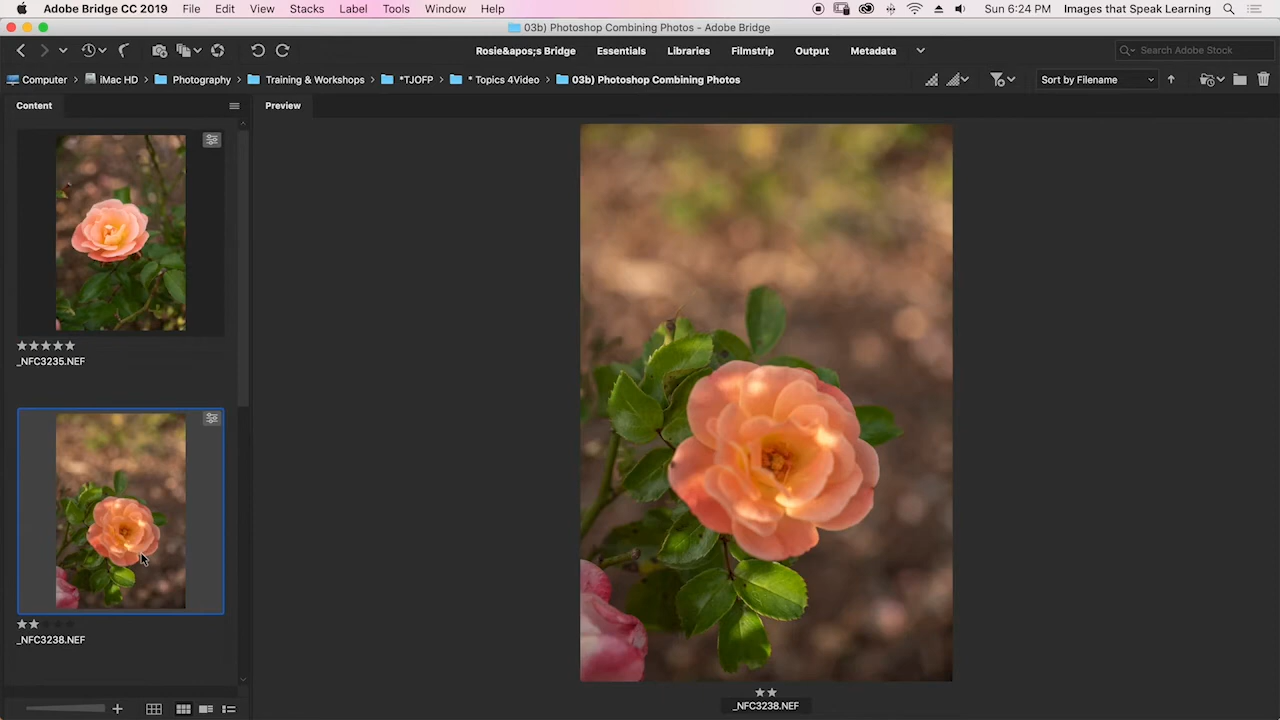 Adobe Bridge CC 2019 File Edit View Stacks Label Tools Window Help Sun 6:24 PM Images that Speak Learning
03b) Photoshop Combining Photos - Adobe Bridge
Rosie&apos;s Bridge Essentials Libraries Filmstrip Output Metadata Search Adobe Stock
Computer iMac HD Photography Training & Workshops *TJOFP * Topics 4Video 03b) Photoshop Combining Photos Sort by Filename
Content Preview
_NFC3235.NEF
_NFC3238.NEF
_NFC3238.NEF